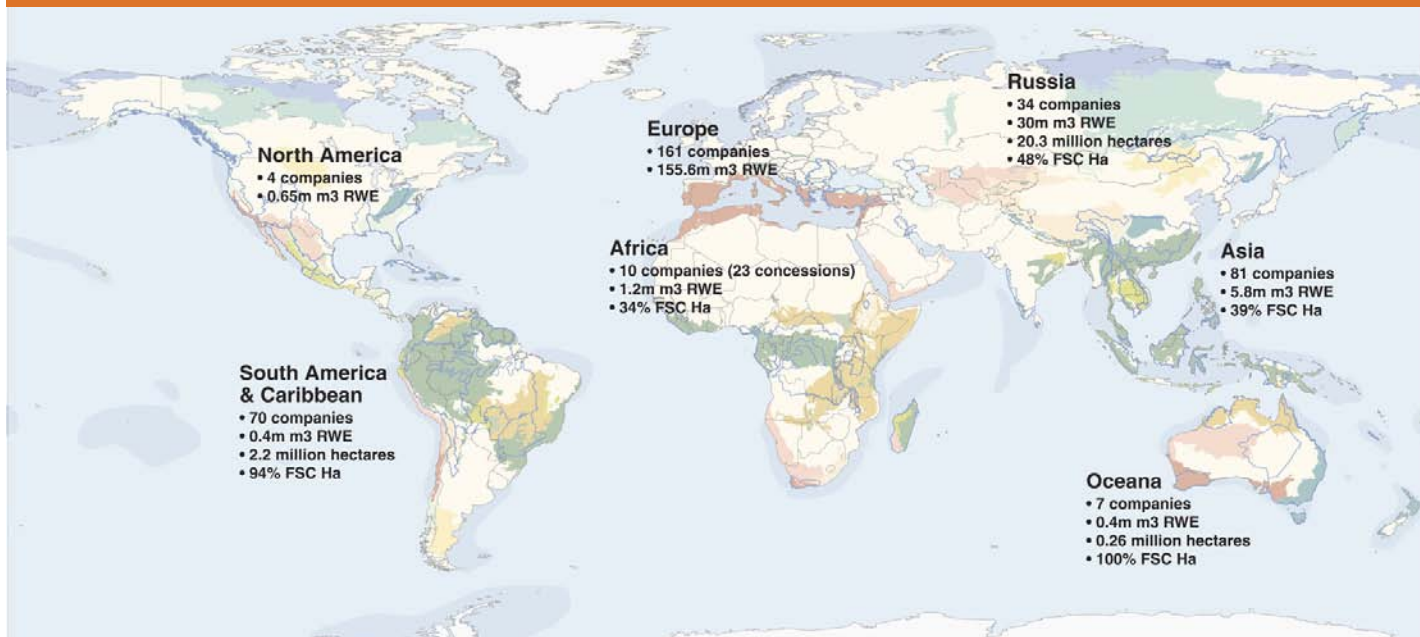 North America
• 4 companies
• 0.65m m3 RWE
Europe
• 161 companies
• 155.6m m3 RWE
Russia
• 34 companies
• 30m m3 RWE
• 20.3 million hectares
• 48% FSC Ha
Africa
• 10 companies (23 concessions)
• 1.2m m3 RWE
• 34% FSC Ha
Asia
• 81 companies
• 5.8m m3 RWE
• 39% FSC Ha
South America
& Caribbean
• 70 companies
• 0.4m m3 RWE
• 2.2 million hectares
• 94% FSC Ha
Oceana
• 7 companies
• 0.4m m3 RWE
• 0.26 million hectares
• 100% FSC Ha